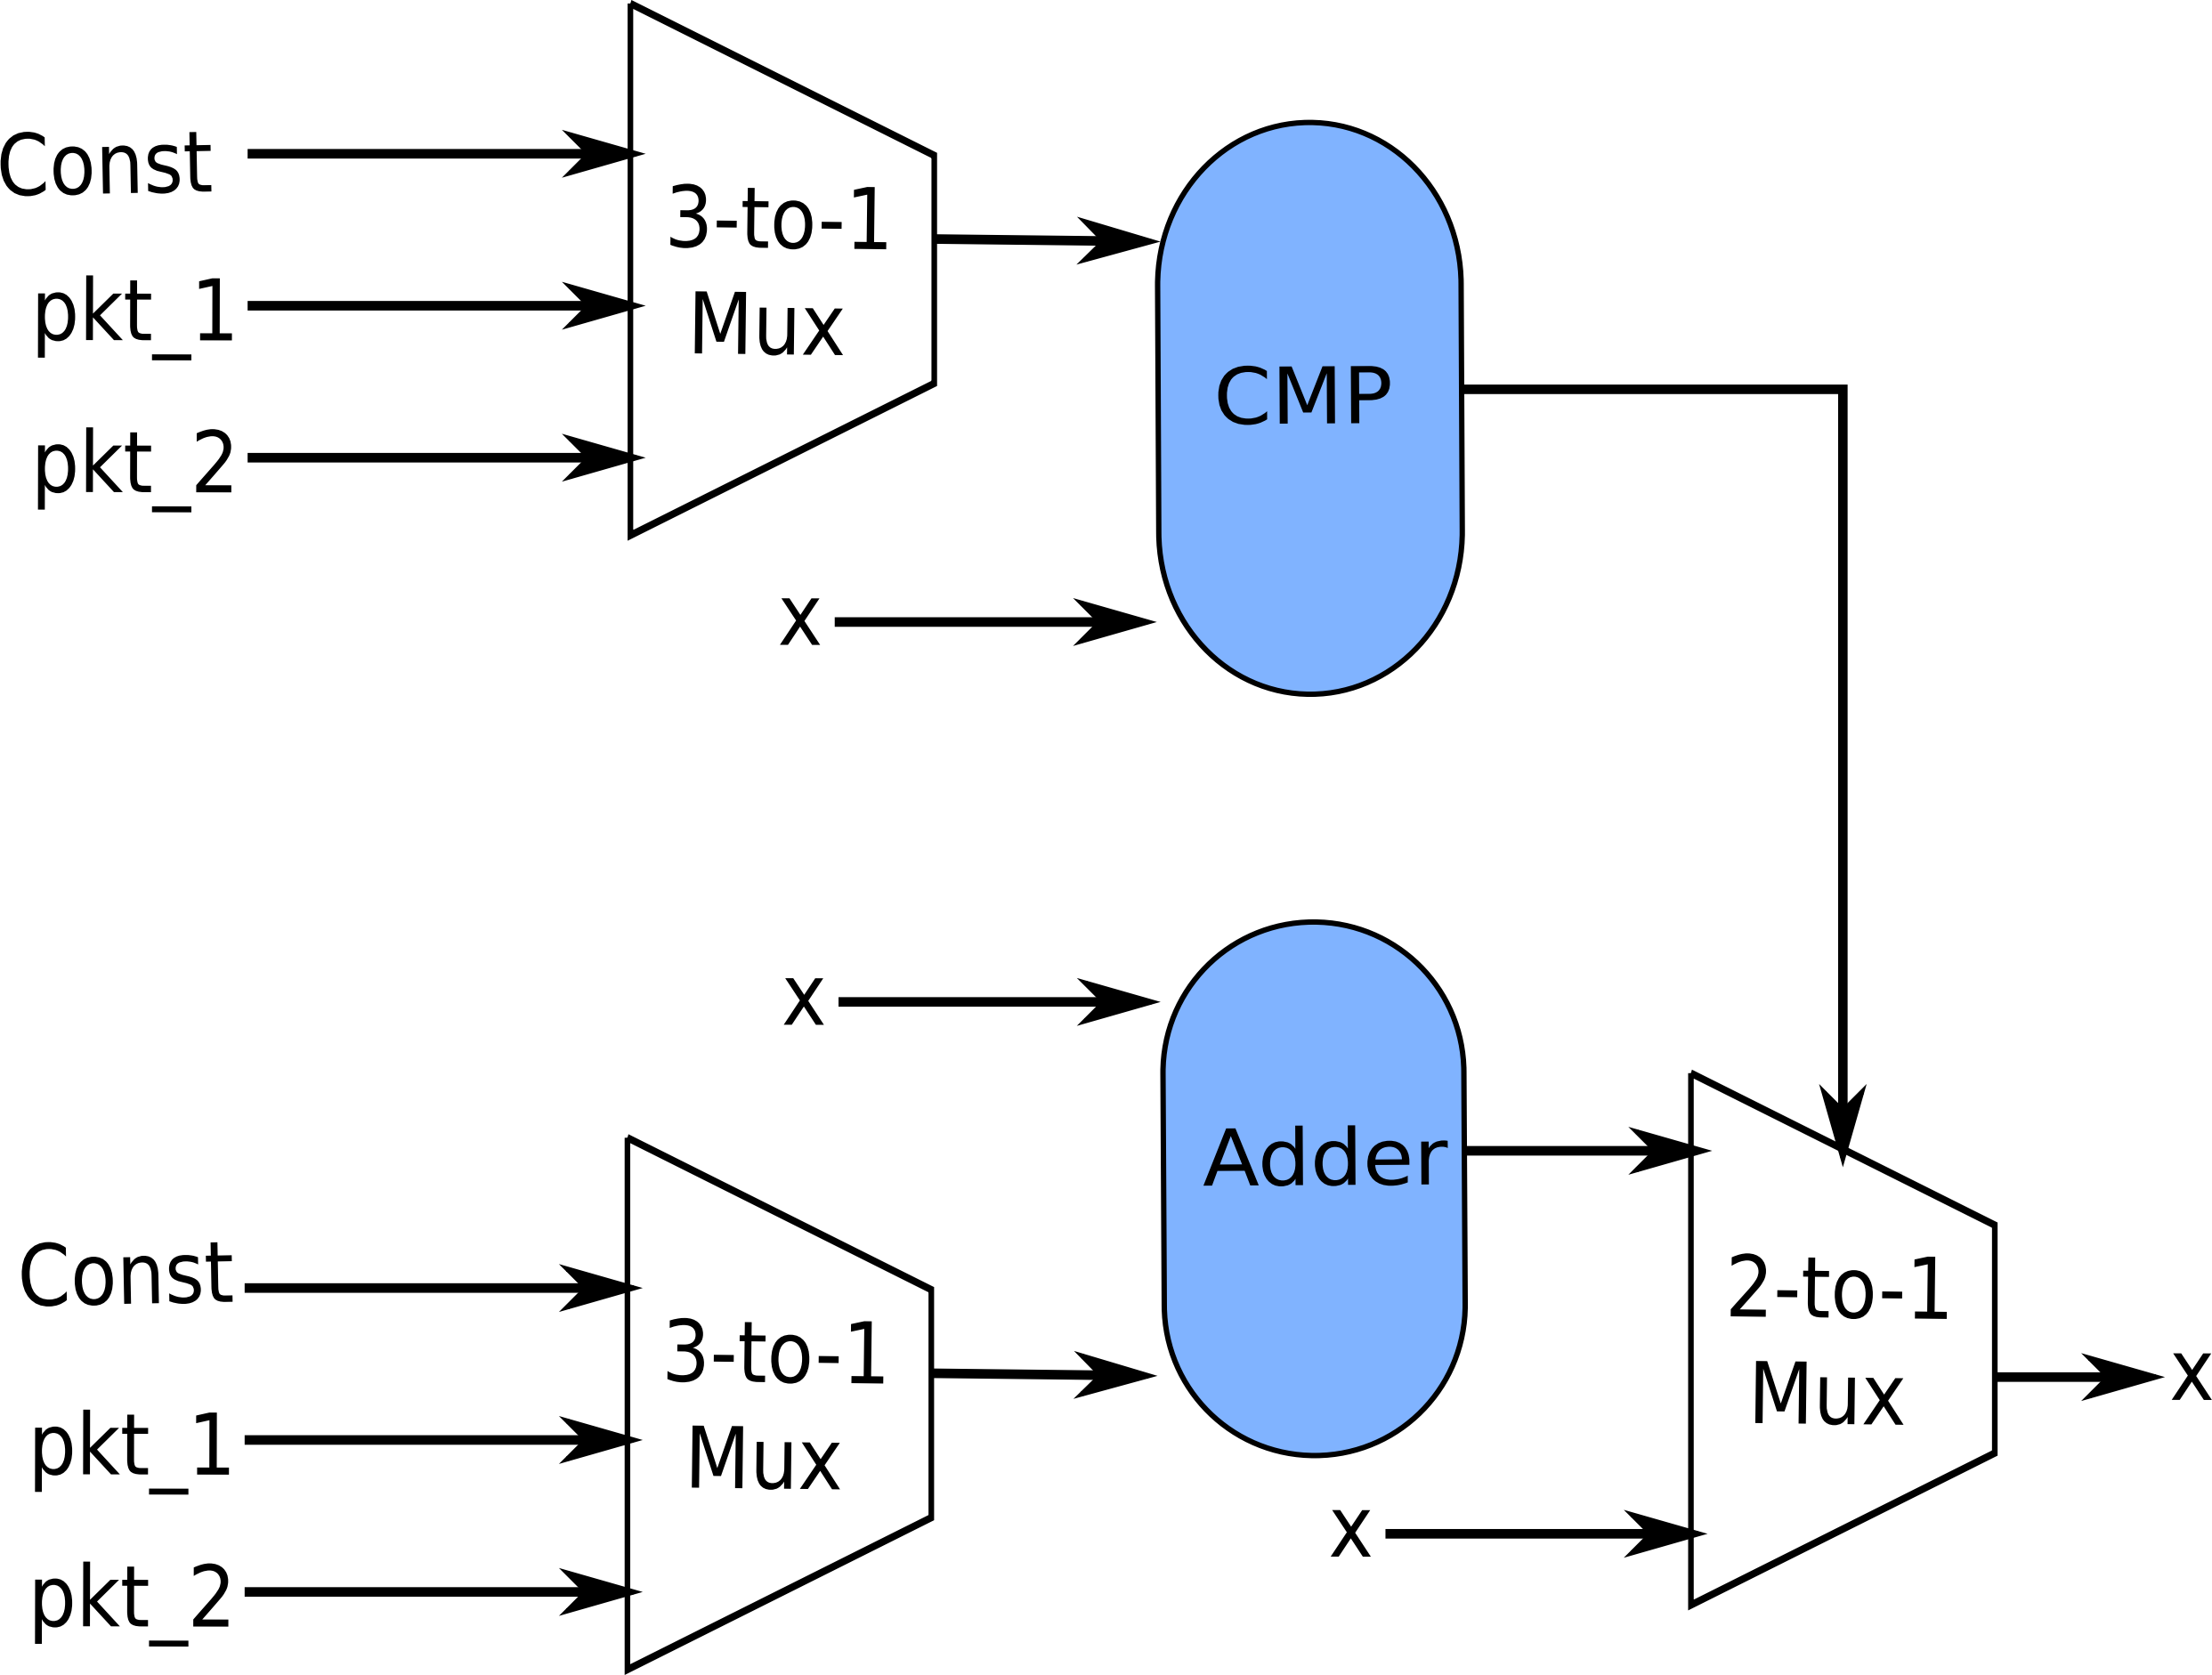 Const
pkt_1
pkt_2
3-to-1
Mux
x
CMP
x
Adder
Const
pkt_1
pkt_2
3-to-1
Mux
x
2-to-1
Mux
x